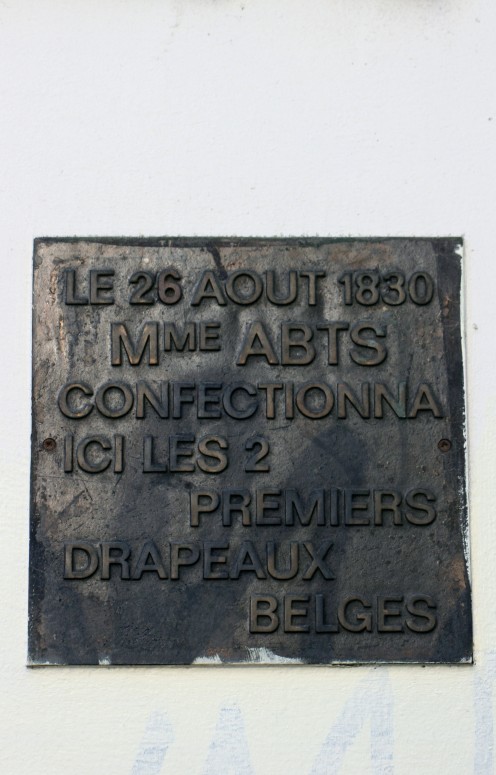 LE 26 AOUT 1830
MME ABTS
CONFECTIONNA
ICI LES 2
PREMIERS
DRAPEAUX
BELGES